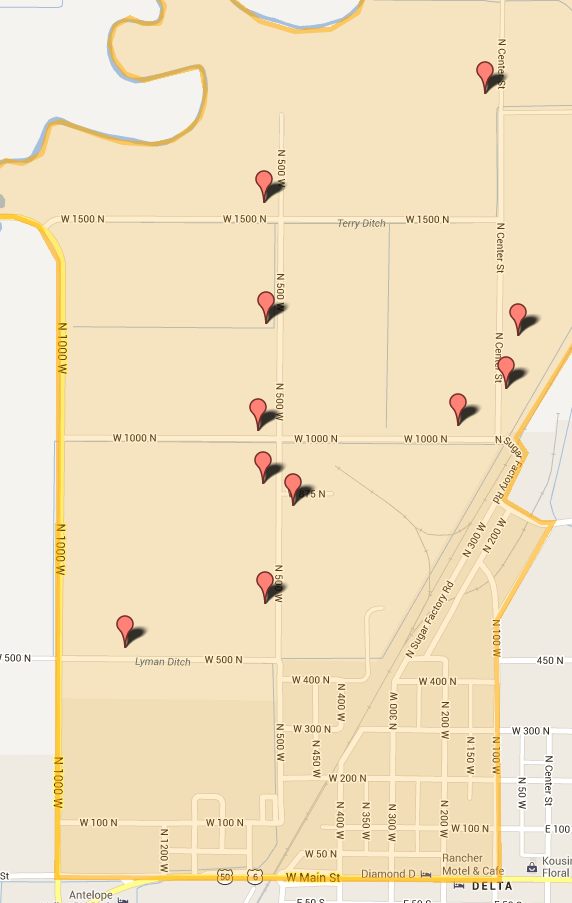 N Center St
N 500 W
W 1500 N
W 1500 N
Terry Ditch
W 1500 N
N Center St
N 500 W
N 1000 W
N Center St
N 500 W
W 1000 N
W 1000 N
W 1000 N
N Sugar Factory Rd
875 N
N 1000 W
N 300 W
N 200 W
N 500 W
N Sugar Factory Rd
N 100 W
W 500 N
Lyman Ditch
W 500 N
450 N
W 400 N
W 400 N
N 400 W
N 300 W
N 200 W
N 500 W
W 300 N
W 300 N
N 450 W
N 150 W
N 100 W
N 1000 W
W 200 N
N 50 W
N Center St
W 100 N
W 100 N
N 1200 W
N 400 W
N 350 W
N 300 W
N 200 W
W 100 N
E 100
W 50 N
Rancher
Motel & Cafe
Kousin
Floral
St
50
6
W Main St
Diamond D
DELTA
Antelope
E 50 S
E 50 S